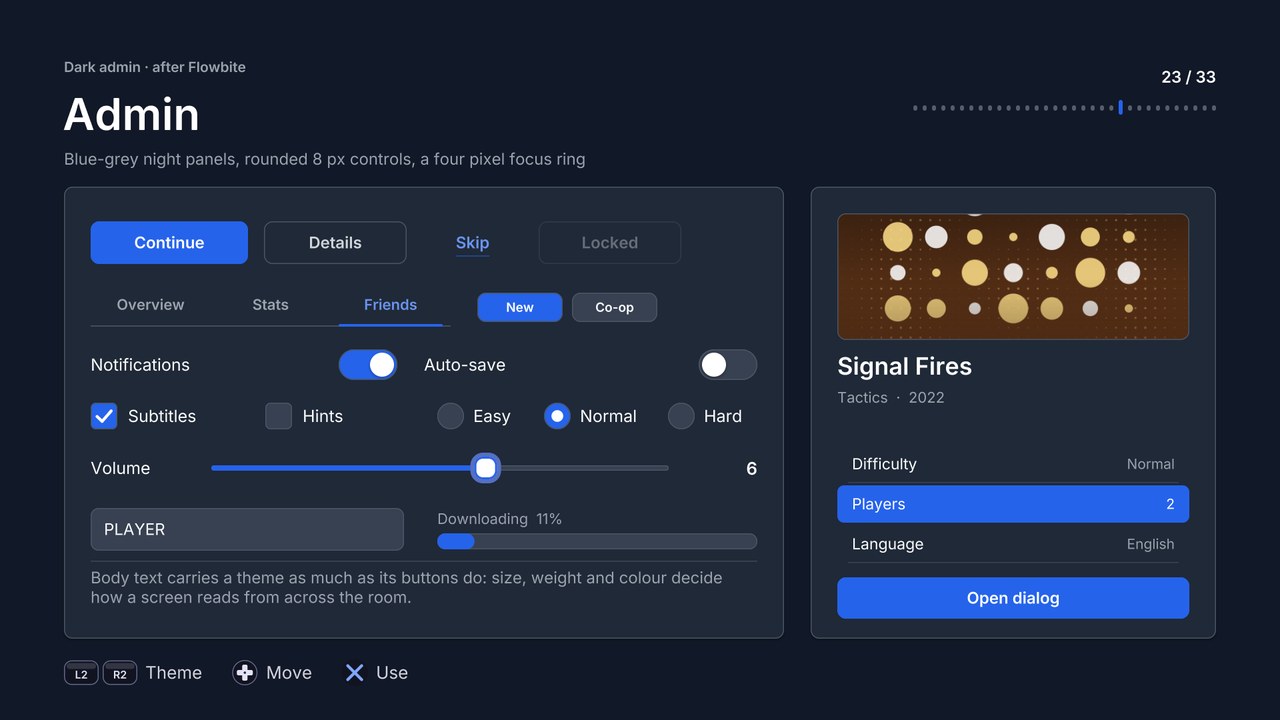 Dark admin · after Flowbite
Admin
Blue-grey night panels, rounded 8 px controls, a four pixel focus ring
23 / 33
Continue
Details
Skip
Locked
Overview
Stats
Friends
New
Co-op
Notifications
Auto-save
Subtitles
Hints
Easy
Normal
Hard
Volume
6
PLAYER
Downloading 11%
Body text carries a theme as much as its buttons do: size, weight and colour decide
how a screen reads from across the room.
Signal Fires
Tactics · 2022
Difficulty Normal
Players 2
Language English
Open dialog
L2 R2 Theme
Move
Use